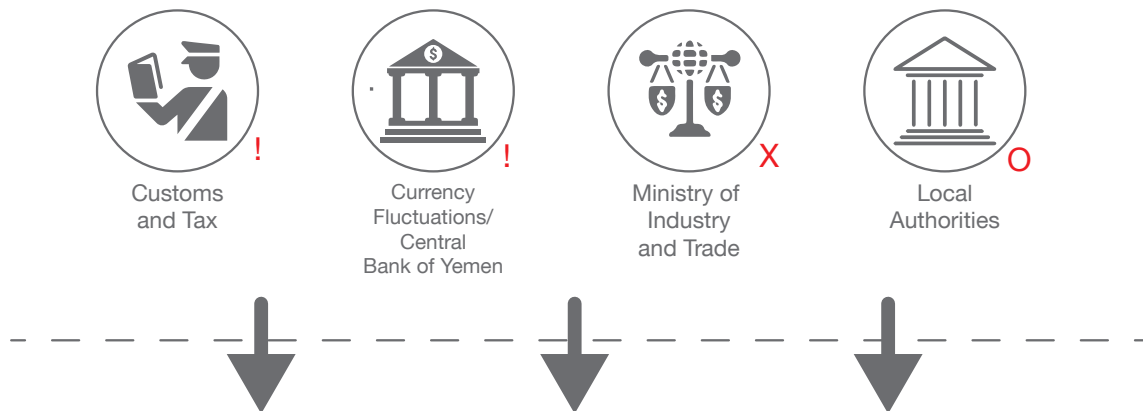 !
!
X
O
Customs
and Tax
Currency
Fluctuations/
Central
Bank of Yemen
Ministry of
Industry
and Trade
Local
Authorities
$
$
$